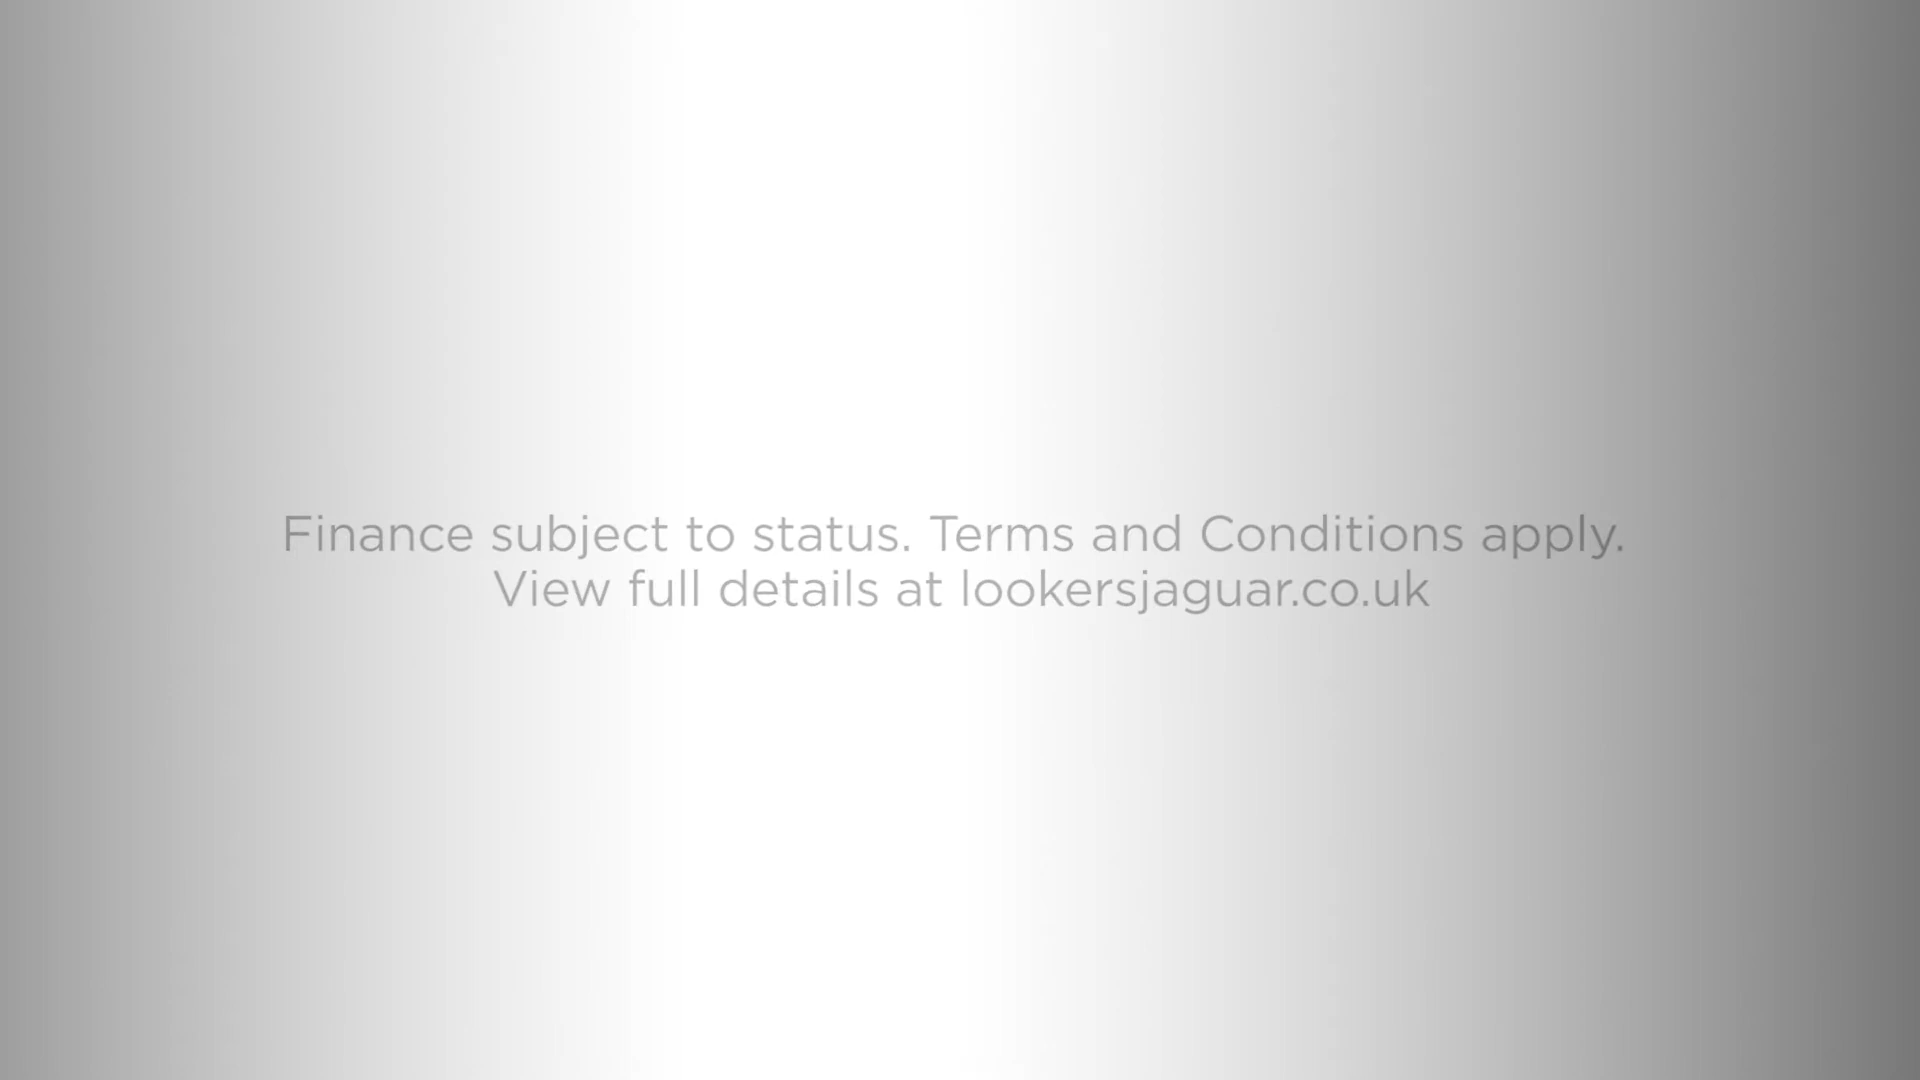 Finance subject to status. Terms and Conditions apply.
View full details at lookersjaguar.co.uk